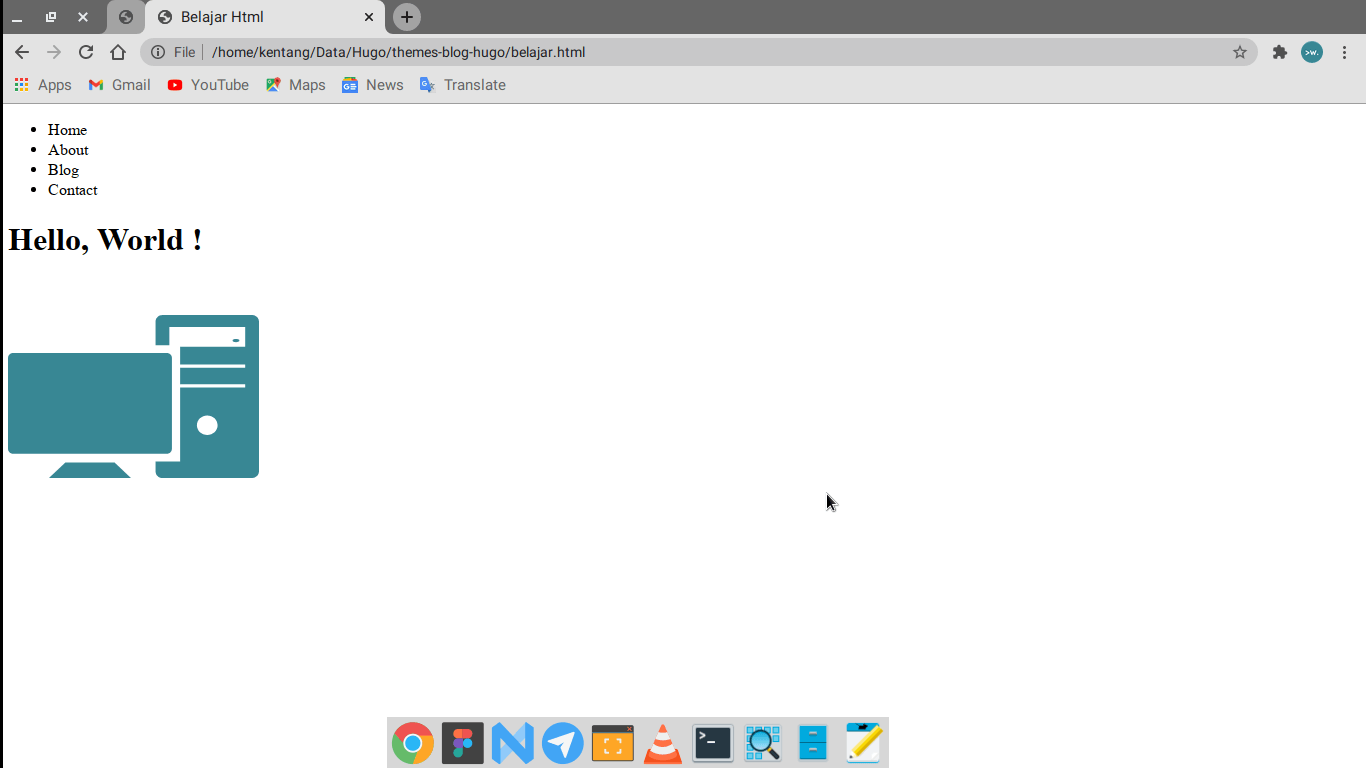 Belajar Html
File /home/kentang/Data/Hugo/themes-blog-hugo/belajar.html
>w.
Apps Gmail YouTube Maps News Translate
Home
About
Blog
Contact
Hello, World !